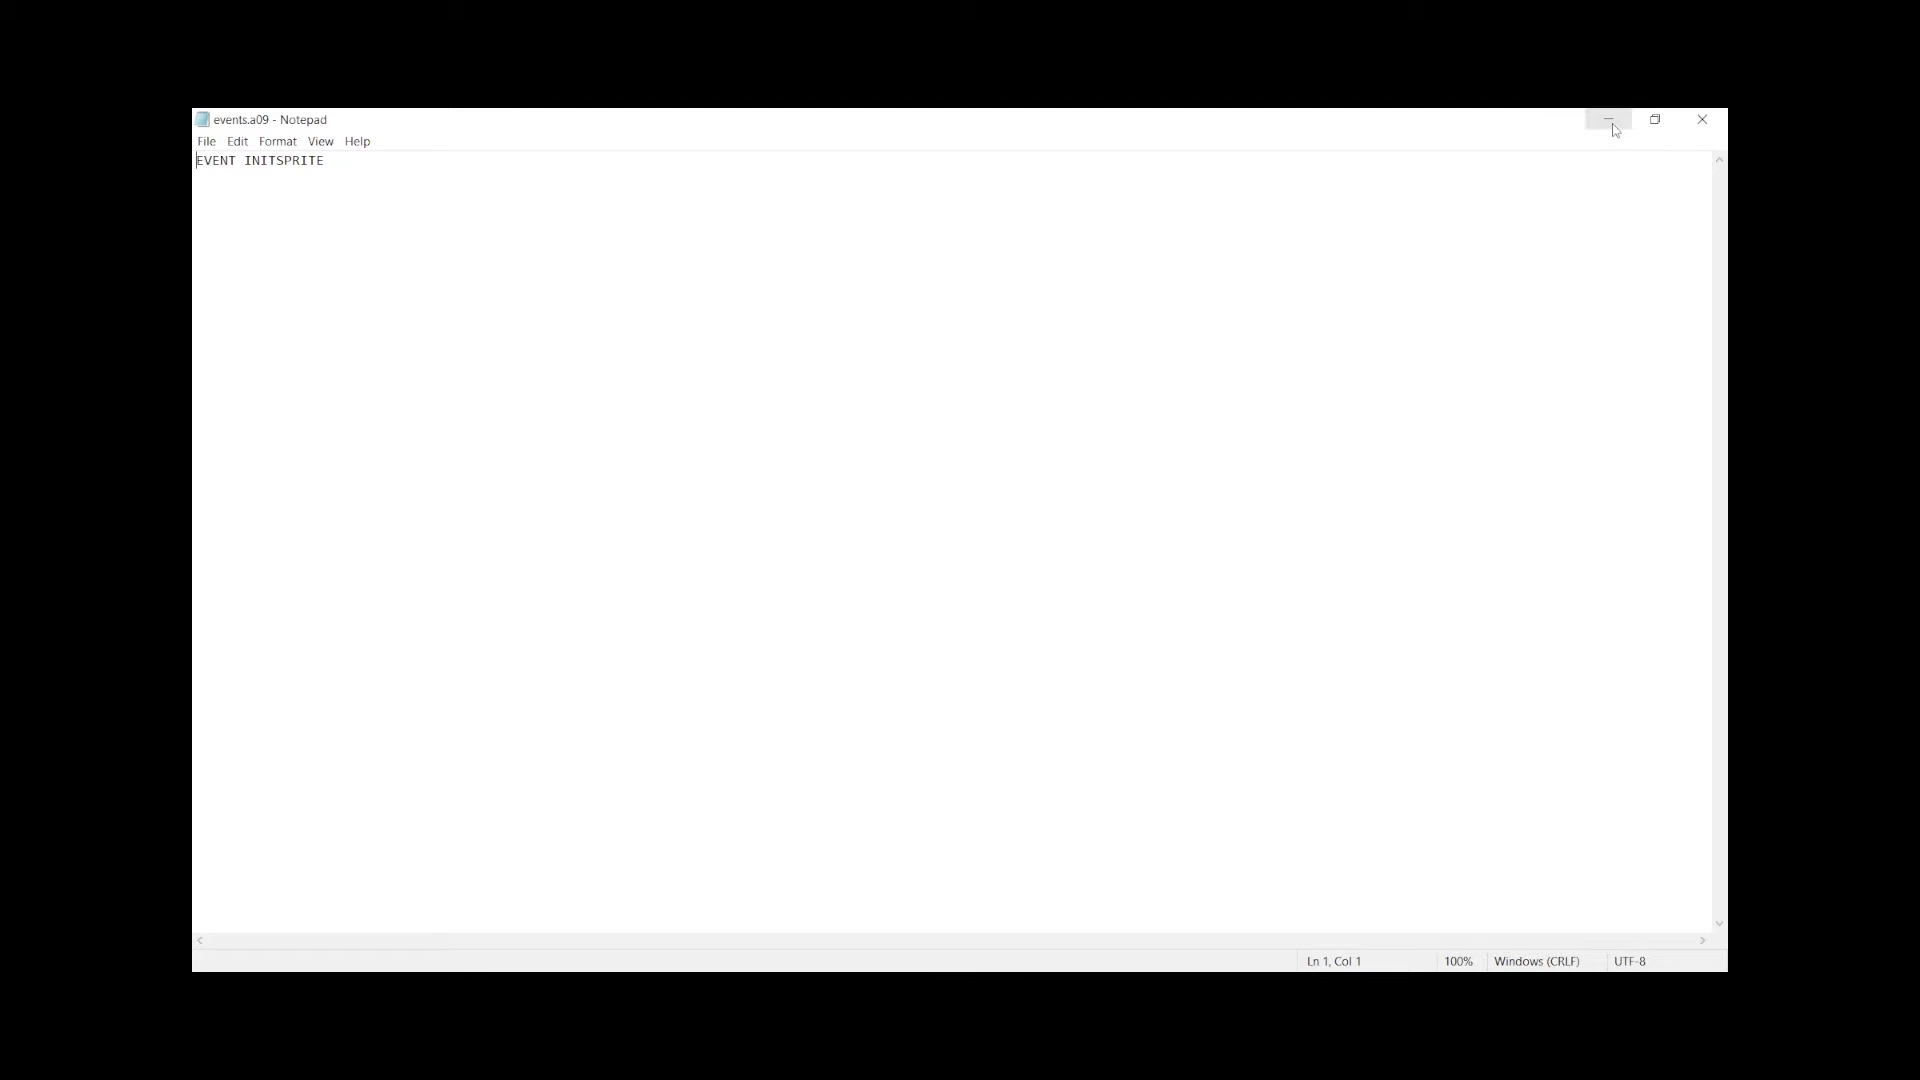 events.a09 - Notepad
File Edit Format View Help
EVENT INITSPRITE
Ln 1, Col 1 100% Windows (CRLF) UTF-8